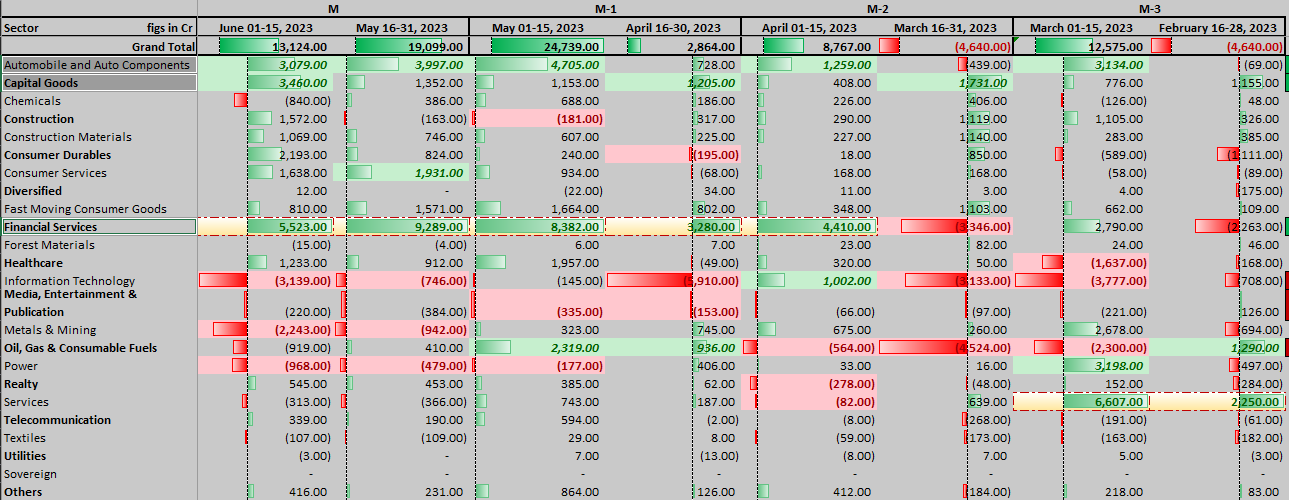 M M-1 M-2 M-3
Sector figs in Cr June 01-15, 2023 May 16-31, 2023 May 01-15, 2023 April 16-30, 2023 April 01-15, 2023 March 16-31, 2023 March 01-15, 2023 February 16-28, 2023
Grand Total 13,124.00 19,099.00 24,739.00 2,864.00 8,767.00 (4,640.00) 12,575.00 (4,640.00)
Automobile and Auto Components 3,079.00 3,997.00 4,705.00 728.00 1,259.00 (439.00) 3,134.00 (69.00)
Capital Goods 3,460.00 1,352.00 1,153.00 1,205.00 408.00 1,731.00 776.00 1,155.00
Chemicals (840.00) 386.00 688.00 186.00 226.00 406.00 (126.00) 48.00
Construction 1,572.00 (163.00) (181.00) 317.00 290.00 1,119.00 1,105.00 326.00
Construction Materials 1,069.00 746.00 607.00 225.00 227.00 1,140.00 283.00 385.00
Consumer Durables 2,193.00 824.00 240.00 (195.00) 18.00 850.00 (589.00) (1,111.00)
Consumer Services 1,638.00 1,931.00 934.00 (68.00) 168.00 168.00 (58.00) (89.00)
Diversified 12.00 - (22.00) 34.00 11.00 3.00 4.00 (175.00)
Fast Moving Consumer Goods 810.00 1,571.00 1,664.00 802.00 348.00 1,103.00 662.00 109.00
Financial Services 5,523.00 9,289.00 8,382.00 3,280.00 4,410.00 (3,346.00) 2,790.00 (2,263.00)
Forest Materials (15.00) (4.00) 6.00 7.00 23.00 82.00 24.00 46.00
Healthcare 1,233.00 912.00 1,957.00 (49.00) 320.00 50.00 (1,637.00) (168.00)
Information Technology (3,139.00) (746.00) (145.00) (5,910.00) 1,002.00 (3,133.00) (3,777.00) (708.00)
Media, Entertainment &
Publication (220.00) (384.00) (335.00) (153.00) (66.00) (97.00) (221.00) 126.00
Metals & Mining (2,243.00) (942.00) 323.00 745.00 675.00 260.00 2,678.00 (694.00)
Oil, Gas & Consumable Fuels (919.00) 410.00 2,319.00 936.00 (564.00) (4,524.00) (2,300.00) 1,290.00
Power (968.00) (479.00) (177.00) 406.00 33.00 16.00 3,198.00 (497.00)
Realty 545.00 453.00 385.00 62.00 (278.00) (48.00) 152.00 (284.00)
Services (313.00) (366.00) 743.00 187.00 (82.00) 639.00 6,607.00 2,250.00
Telecommunication 339.00 190.00 594.00 (2.00) (8.00) (268.00) (191.00) (61.00)
Textiles (107.00) (109.00) 29.00 8.00 (59.00) (173.00) (163.00) (182.00)
Utilities (3.00) - 7.00 (13.00) (8.00) 7.00 5.00 (3.00)
Sovereign - - - - - - - -
Others 416.00 231.00 864.00 126.00 412.00 (184.00) 218.00 83.00